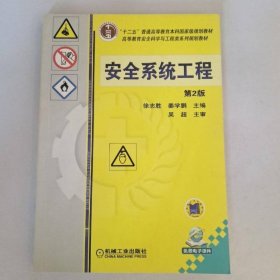 “十二五”普通高等教育本科国家级规划教材
高等教育安全科学与工程类系列规划教材
安全系统工程
第2版
徐志胜 姜学鹏 主编
吴超 主审
机械工业出版社
CHINA MACHINE PRESS
免费电子课件